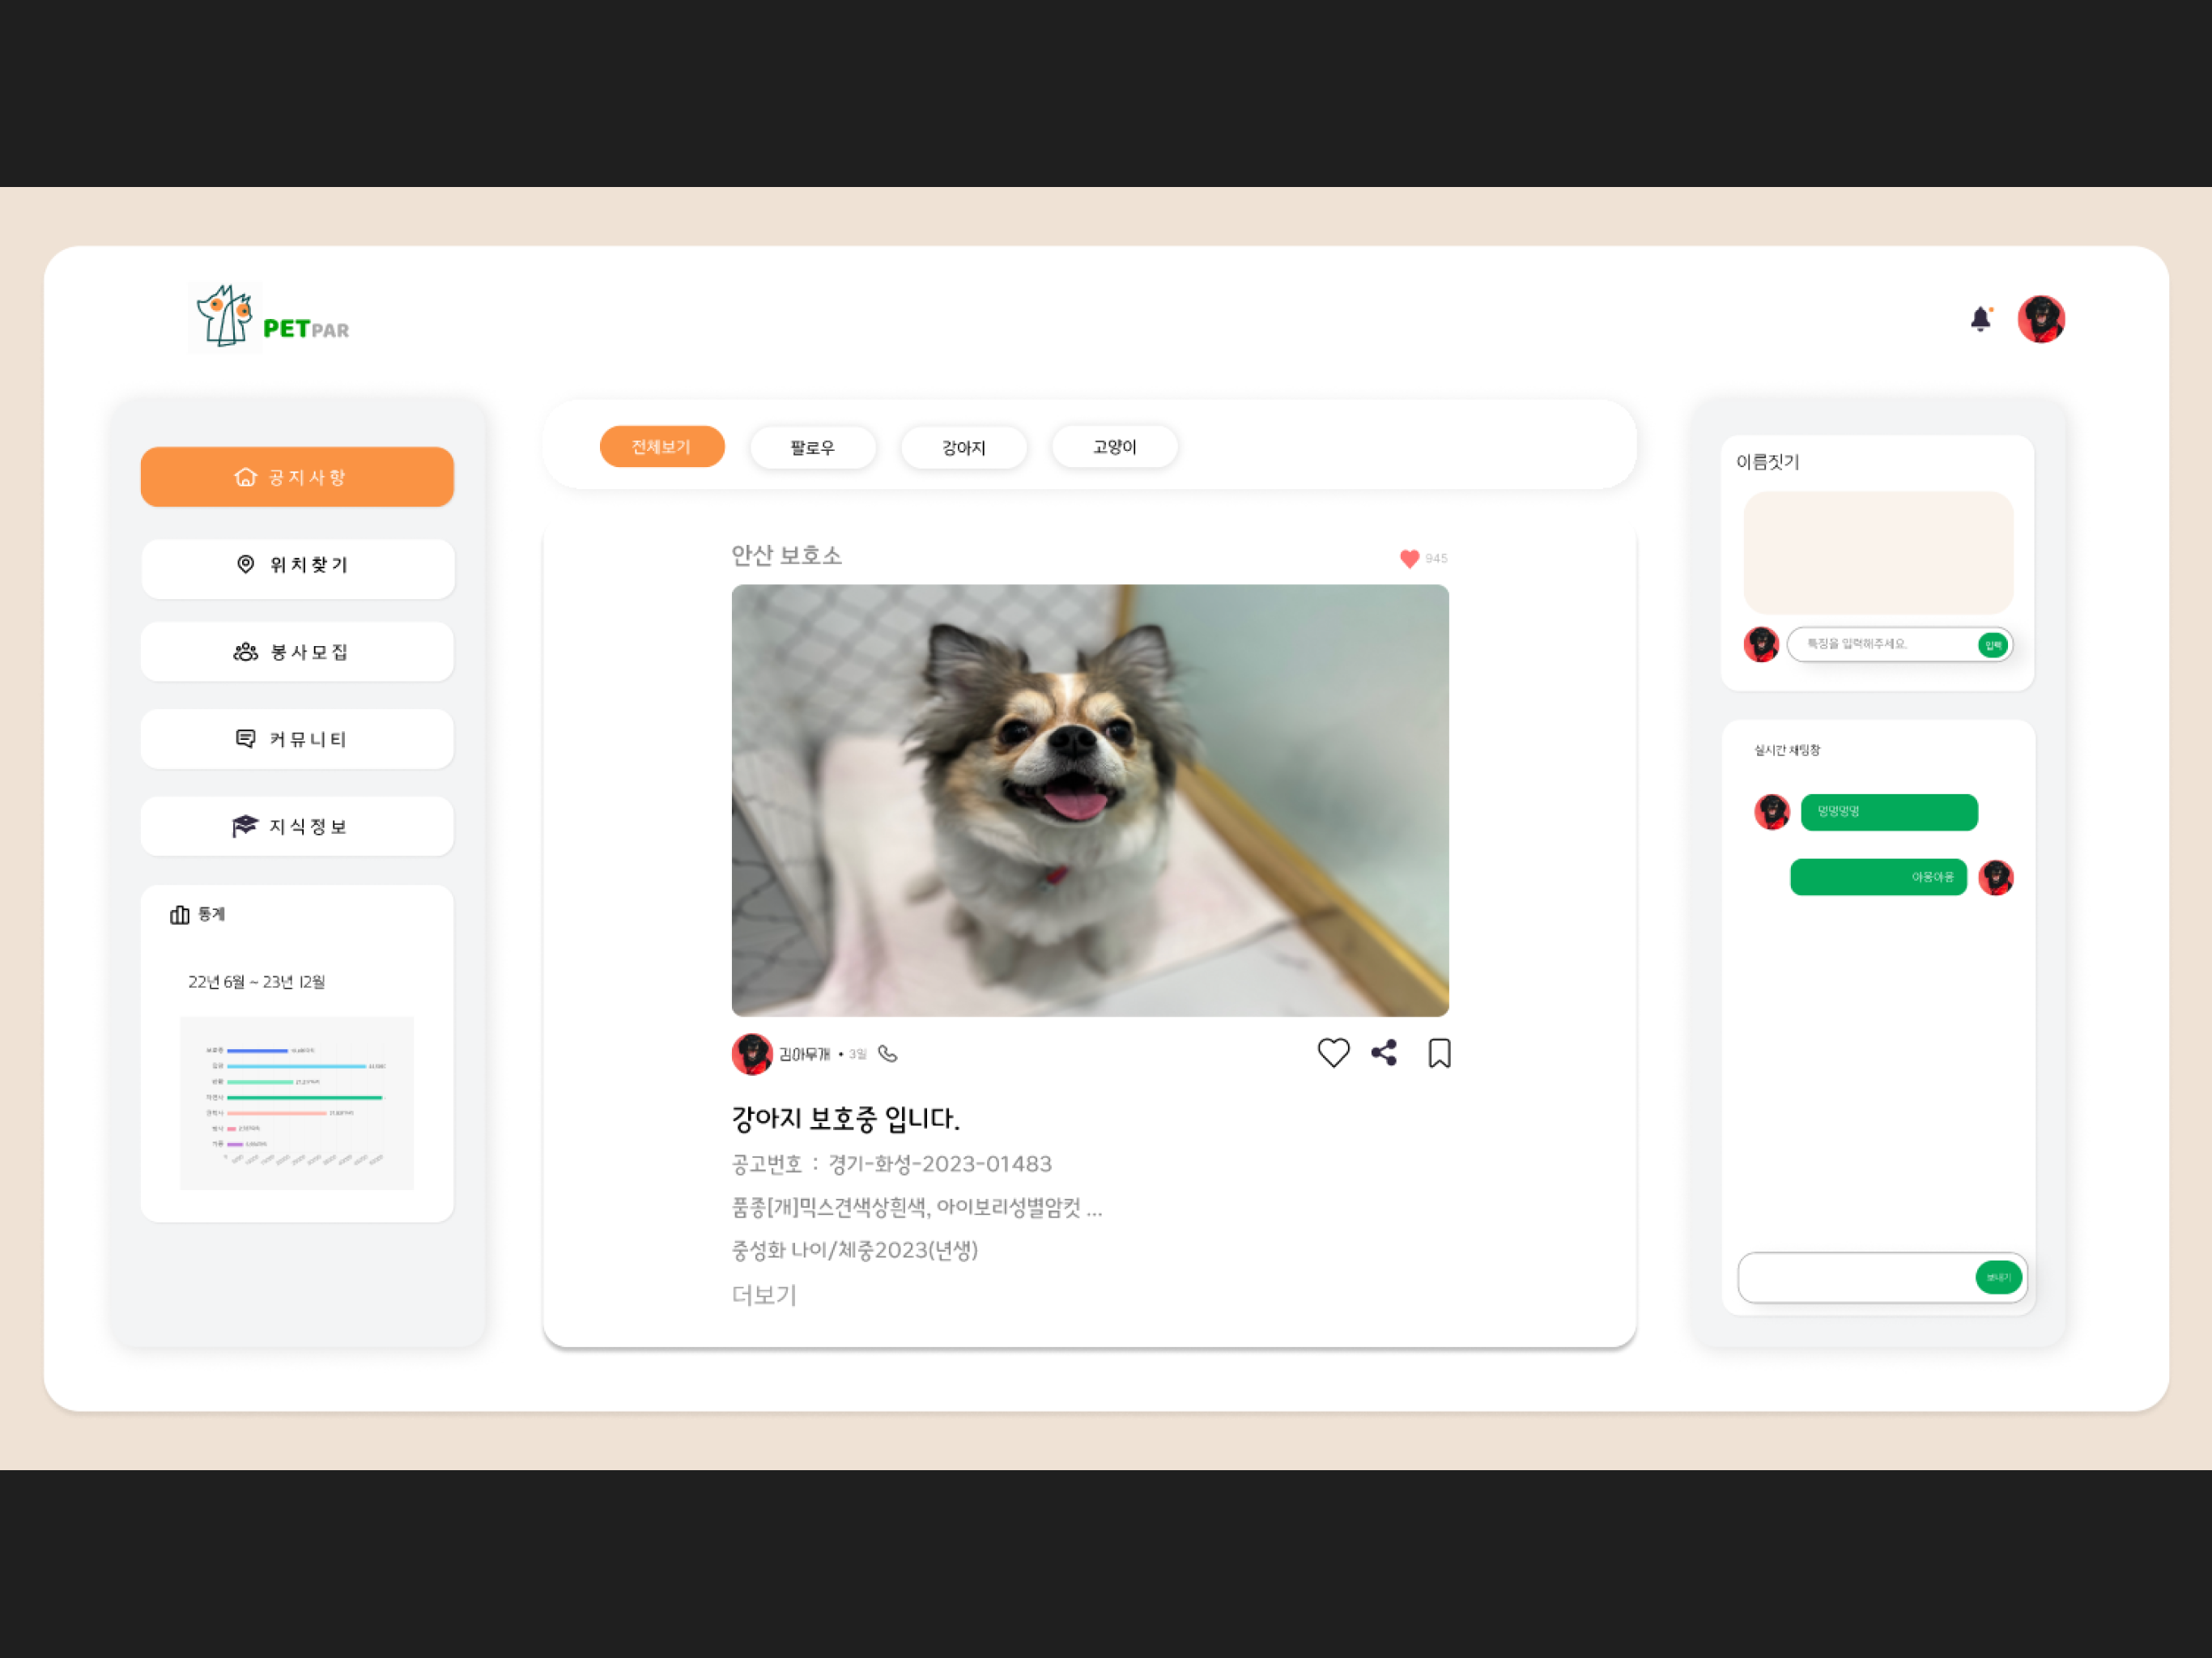 PETPAR
공지사항
위치찾기
봉사모집
커뮤니티
지식정보
통계
22년 6월 ~ 23년 12월
전체보기
팔로우
강아지
고양이
안산 보호소
945
김아무개 • 3일
강아지 보호중 입니다.
공고번호 : 경기-화성-2023-01483
품종[개]믹스견색상흰색, 아이보리성별암컷 ...
중성화 나이/체중2023(년생)
더보기
이름짓기
특징을 입력해주세요.
입력
실시간 채팅창
멍멍멍멍
야옹야옹
보내기